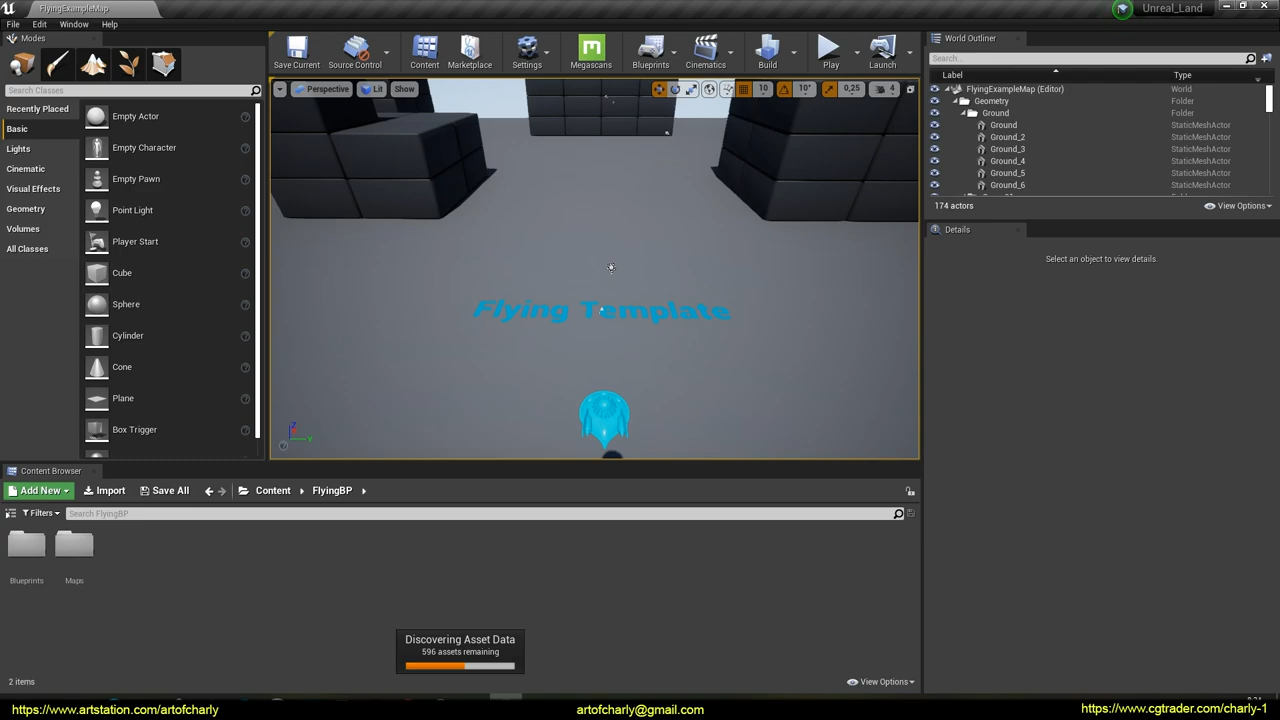 FlyingExampleMap
Unreal_Land
File Edit Window Help
Modes
Search Classes
Recently Placed
Basic
Lights
Cinematic
Visual Effects
Geometry
Volumes
All Classes
Empty Actor
Empty Character
Empty Pawn
Point Light
Player Start
Cube
Sphere
Cylinder
Cone
Plane
Box Trigger
Save Current Source Control Content Marketplace Settings Megascans Blueprints Cinematics Build Play Launch
Perspective Lit Show 10 10° 0,25 4
Flying Template
Z
Y
World Outliner
Search...
Label Type
FlyingExampleMap (Editor) World
Geometry Folder
Ground Folder
Ground StaticMeshActor
Ground_2 StaticMeshActor
Ground_3 StaticMeshActor
Ground_4 StaticMeshActor
Ground_5 StaticMeshActor
Ground_6 StaticMeshActor
174 actors View Options
Details
Select an object to view details.
Content Browser
Add New Import Save All Content FlyingBP
Filters Search FlyingBP
Blueprints Maps
Discovering Asset Data
596 assets remaining
2 items View Options
https://www.artstation.com/artofcharly artofcharly@gmail.com https://www.cgtrader.com/charly-1